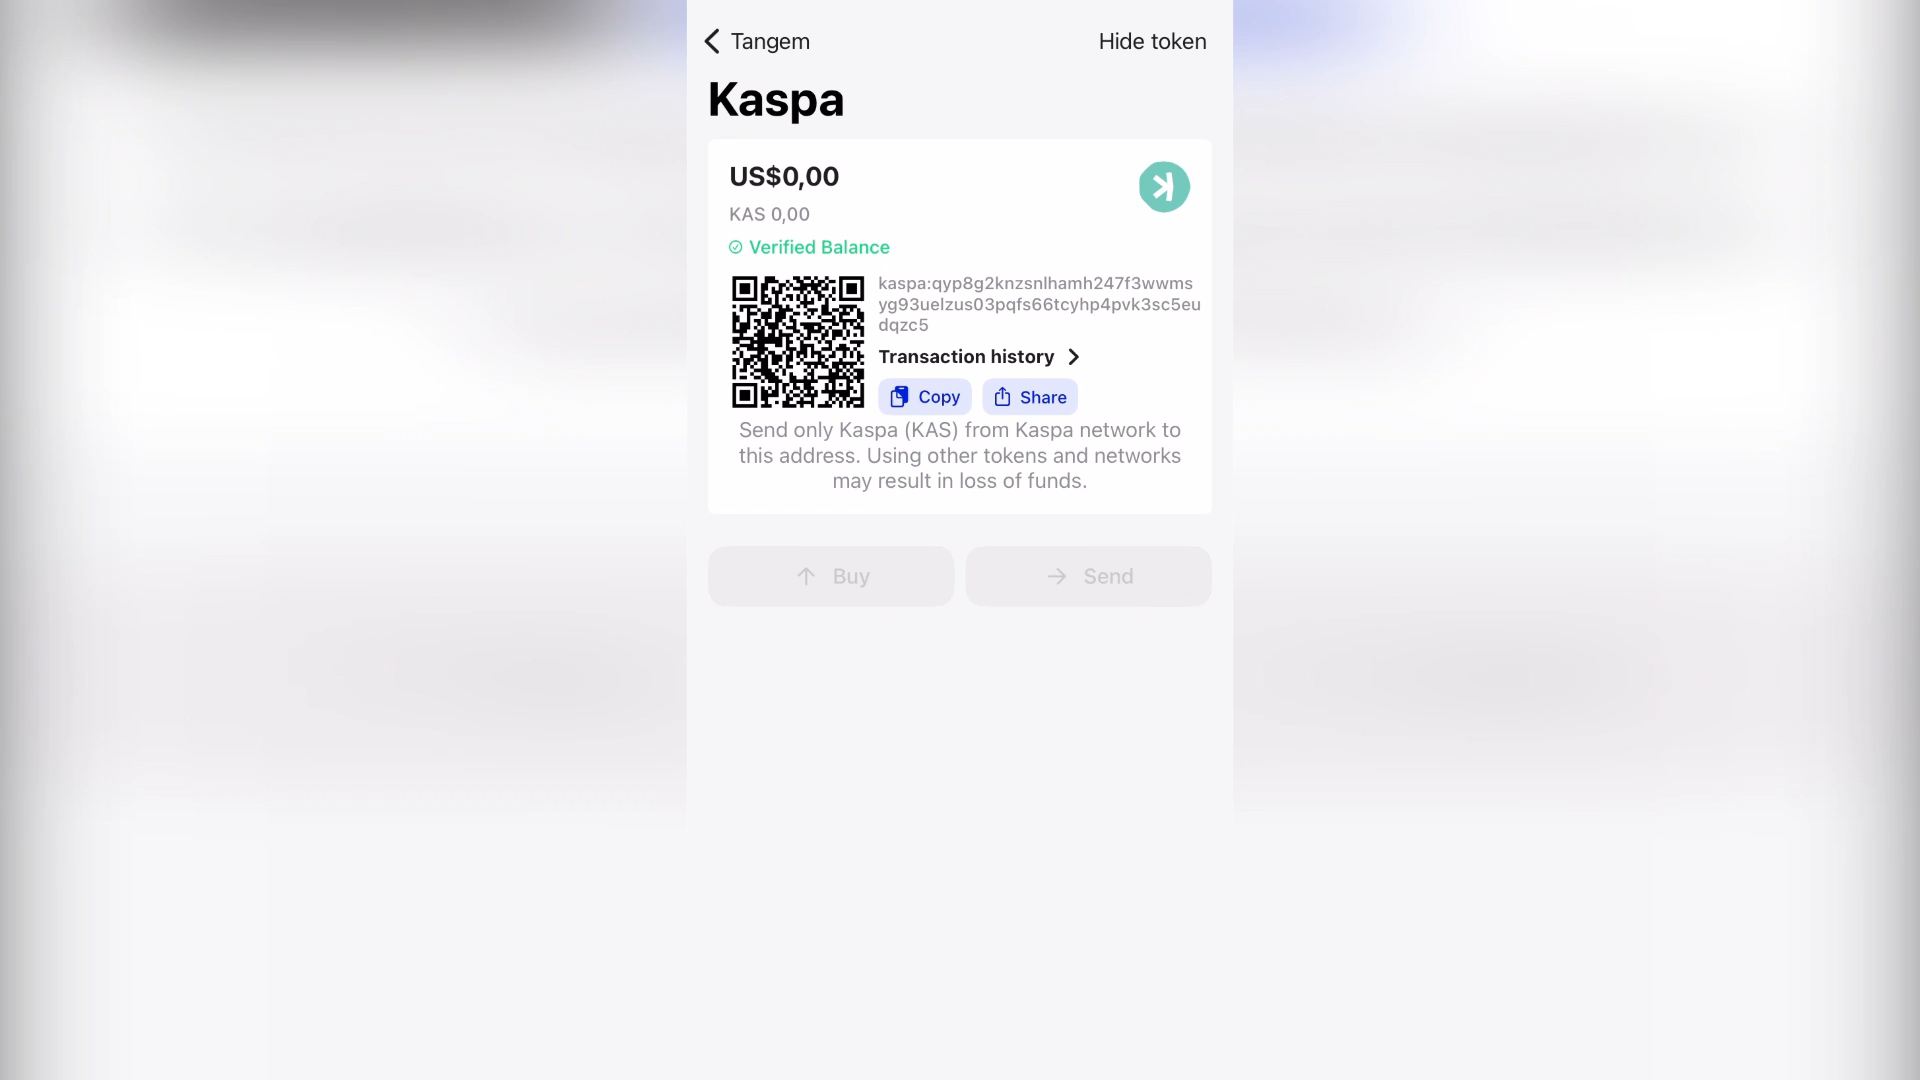 Tangem
Hide token
Kaspa
US$0,00
KAS 0,00
Verified Balance
kaspa:qyp8g2knzsnlhamh247f3wwms
yg93uelzus03pqfs66tcyhp4pvk3sc5eu
dqzc5
Transaction history
Copy
Share
Send only Kaspa (KAS) from Kaspa network to
this address. Using other tokens and networks
may result in loss of funds.
Buy
Send